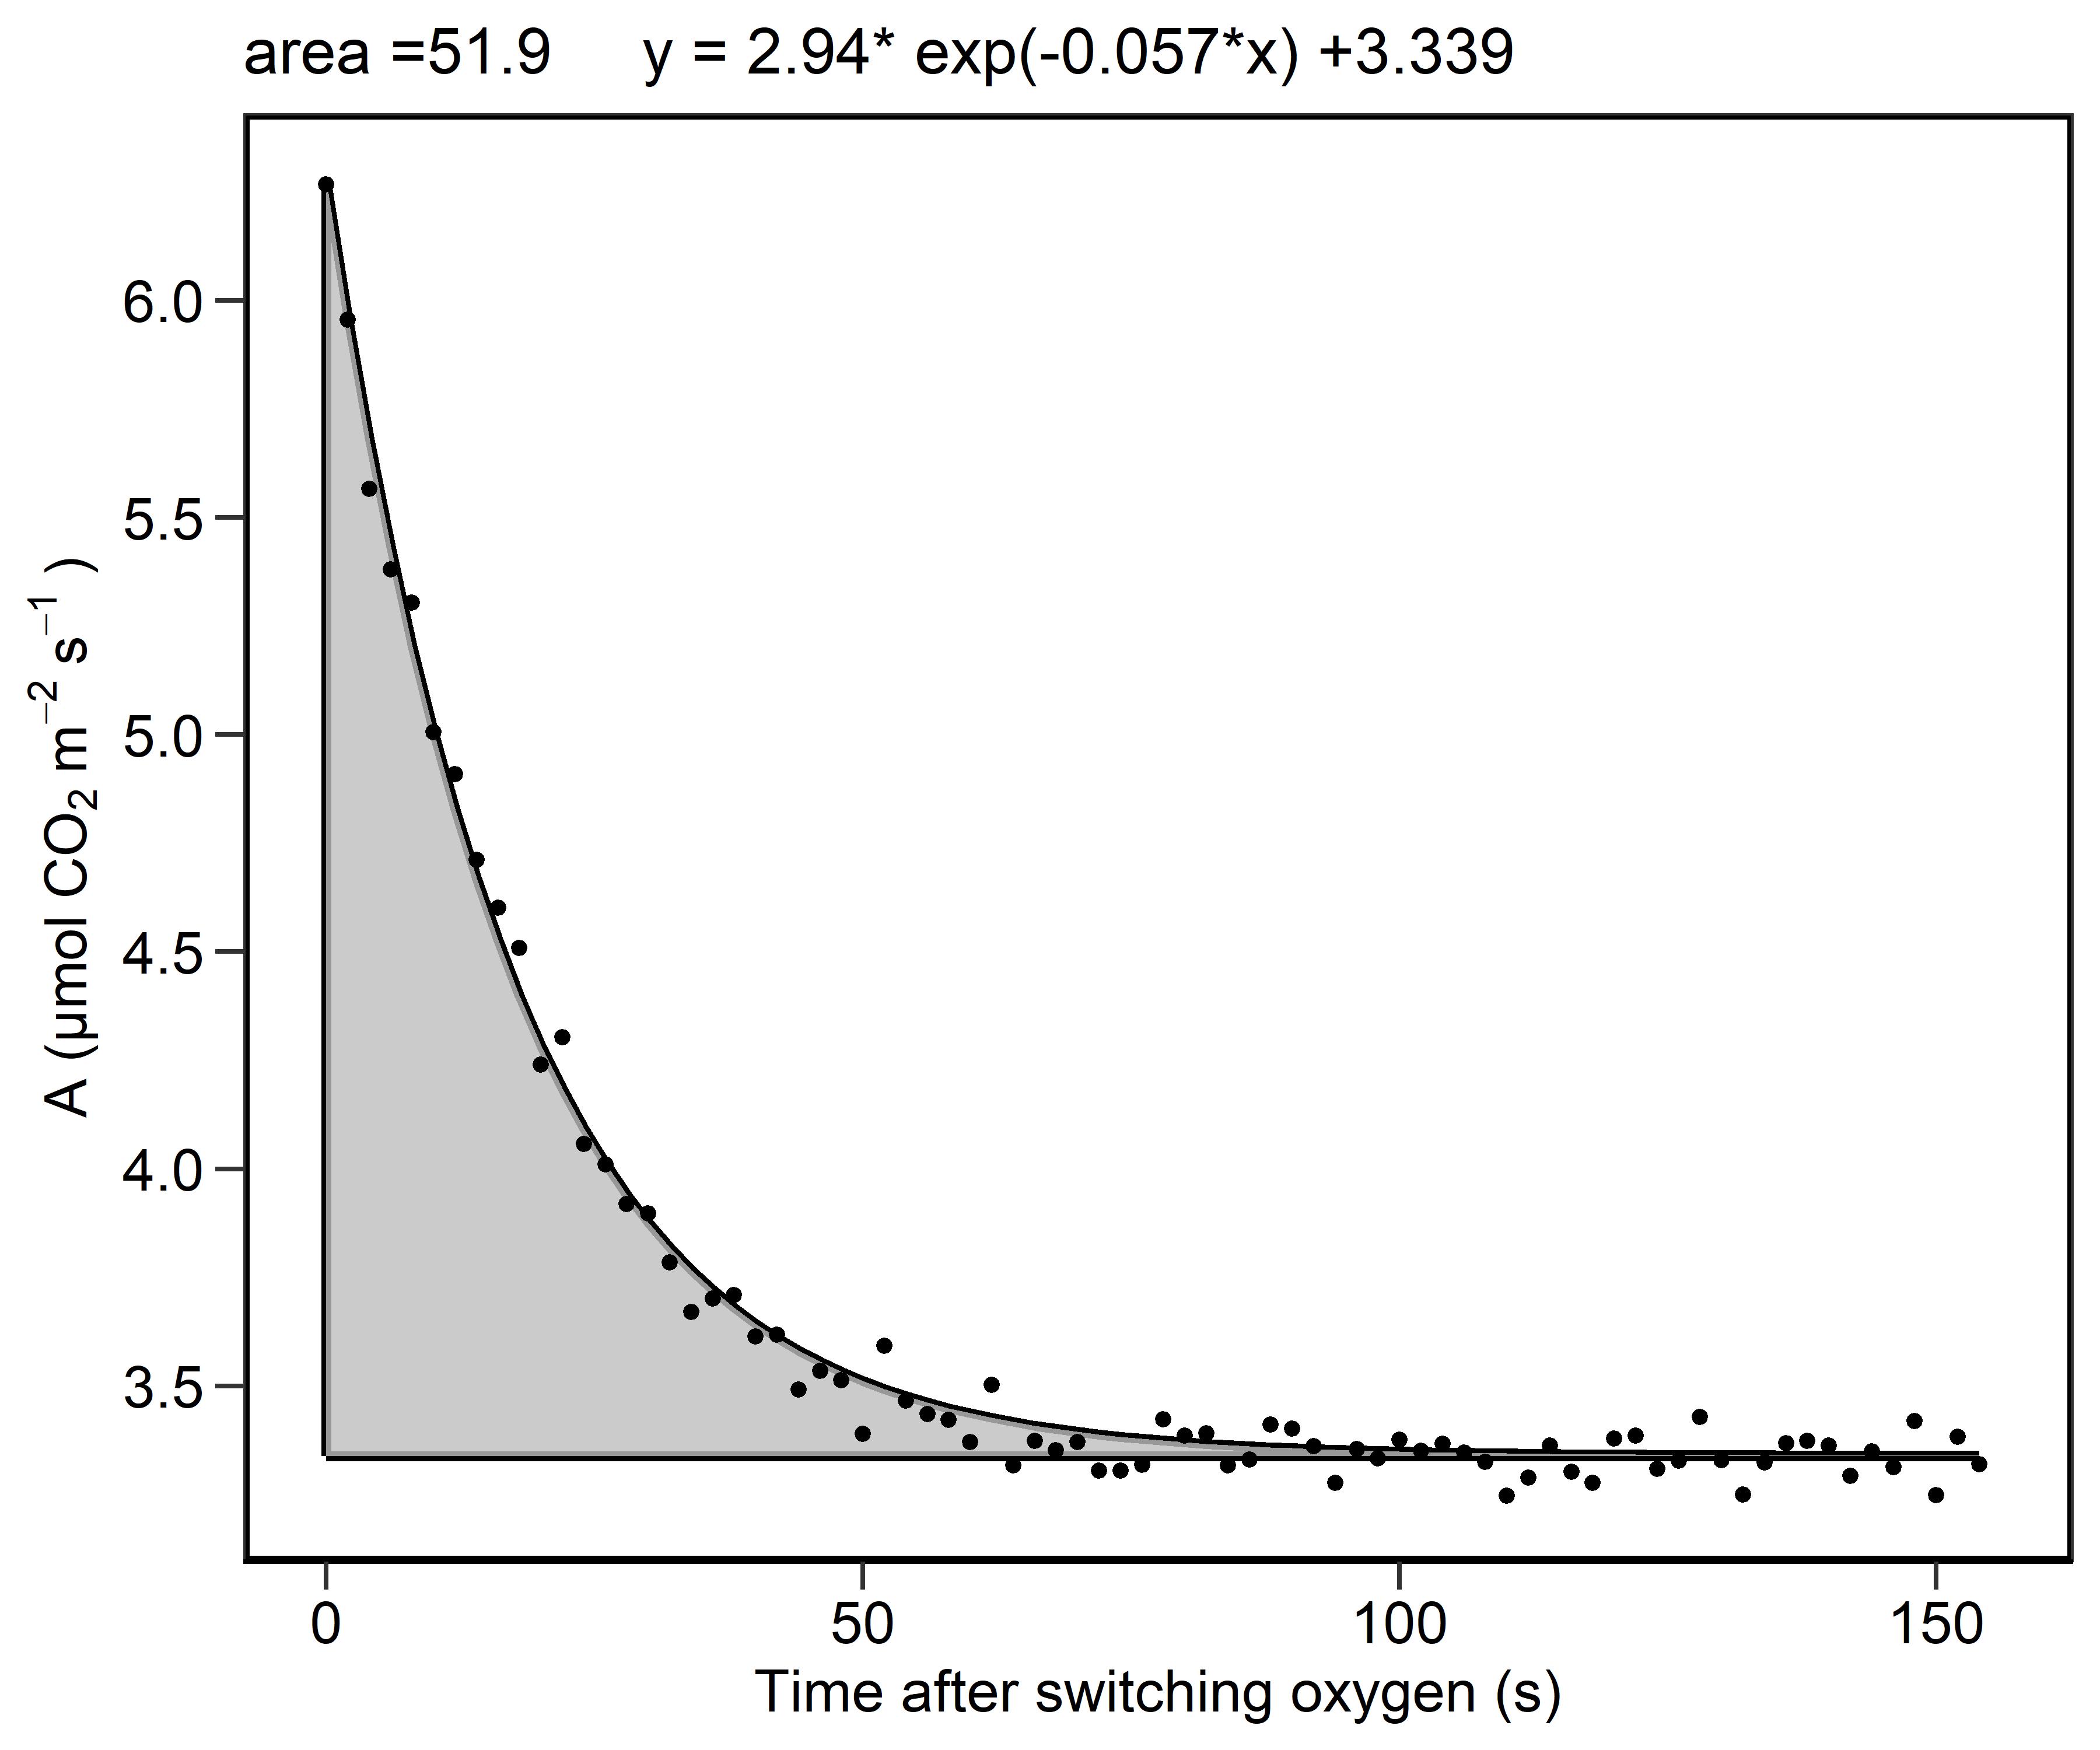 area =51.9 y = 2.94* exp(-0.057*x) +3.339
6.0
5.5
5.0
4.5
4.0
3.5
A (µmol CO₂ m⁻² s⁻¹ )
0 50 100 150
Time after switching oxygen (s)